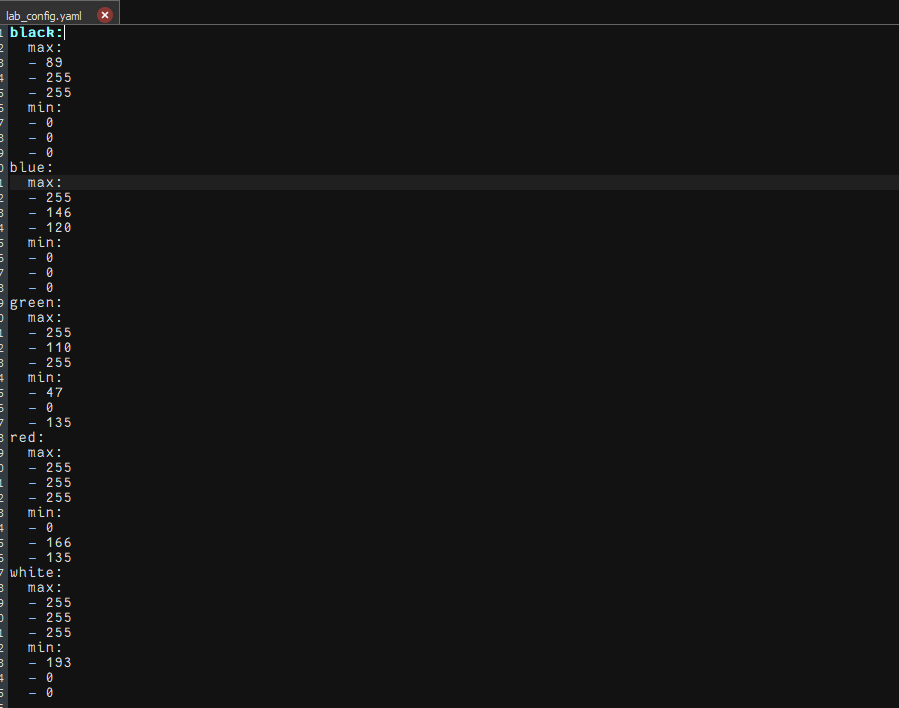 lab_config.yaml
black:
max:
- 89
- 255
- 255
min:
- 0
- 0
- 0
blue:
max:
- 255
- 146
- 120
min:
- 0
- 0
- 0
green:
max:
- 255
- 110
- 255
min:
- 47
- 0
- 135
red:
max:
- 255
- 255
- 255
min:
- 0
- 166
- 135
white:
max:
- 255
- 255
- 255
min:
- 193
- 0
- 0